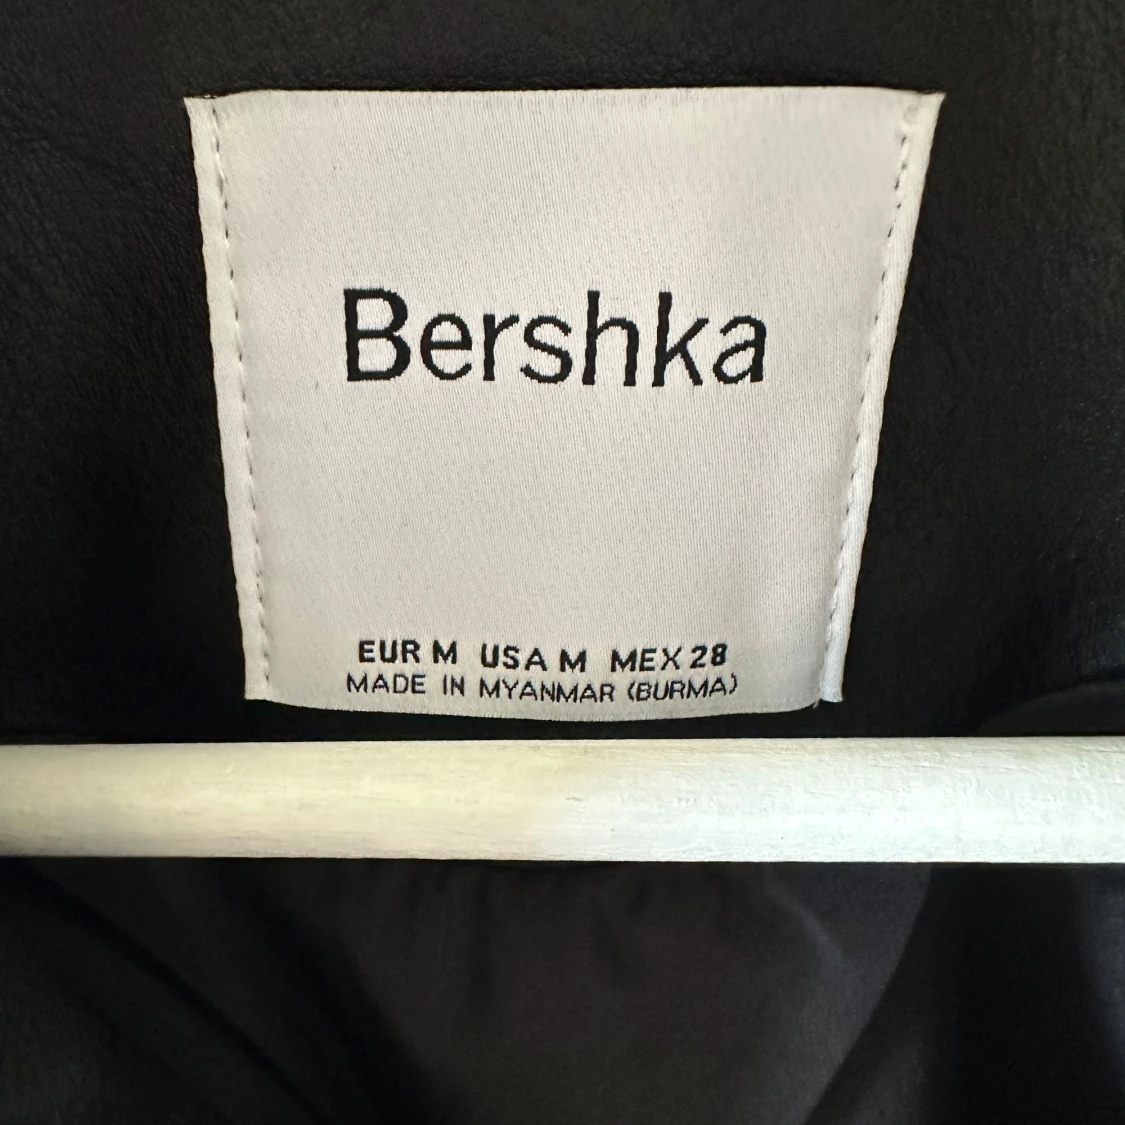 Bershka
EUR M USA M MEX 28
MADE IN MYANMAR (BURMA)